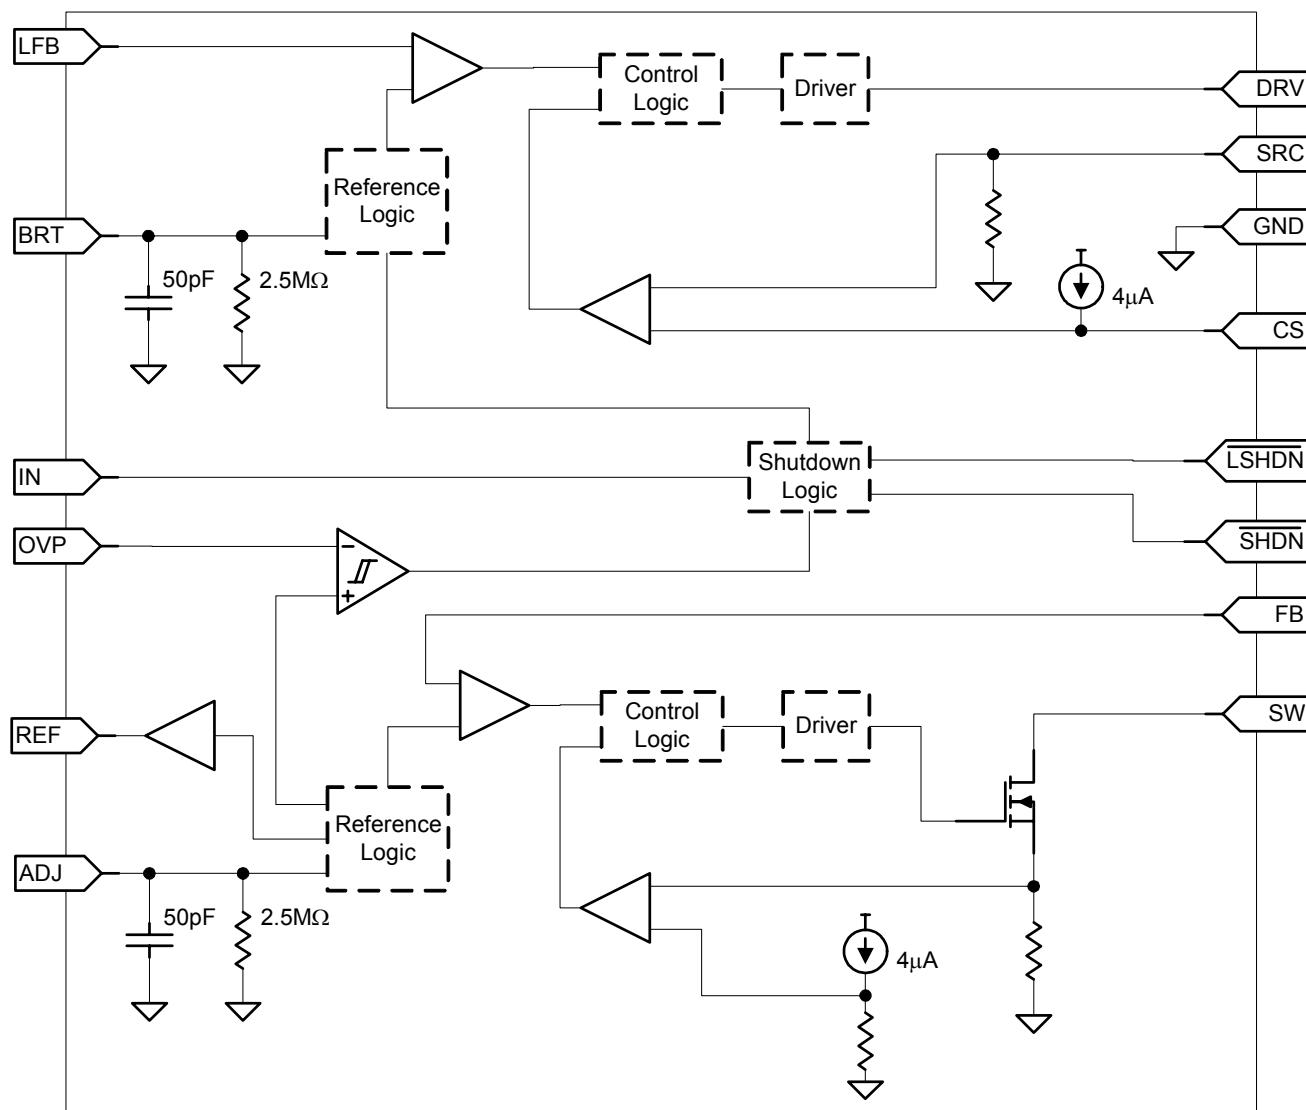 LFB
Control
Logic
Driver
DRV
SRC
Reference
Logic
BRT
GND
50pF
2.5MΩ
4μA
CS
Shutdown
Logic
LSHDN
IN
OVP
SHDN
−
+
FB
Control
Logic
Driver
SW
REF
Reference
Logic
ADJ
50pF
2.5MΩ
4μA